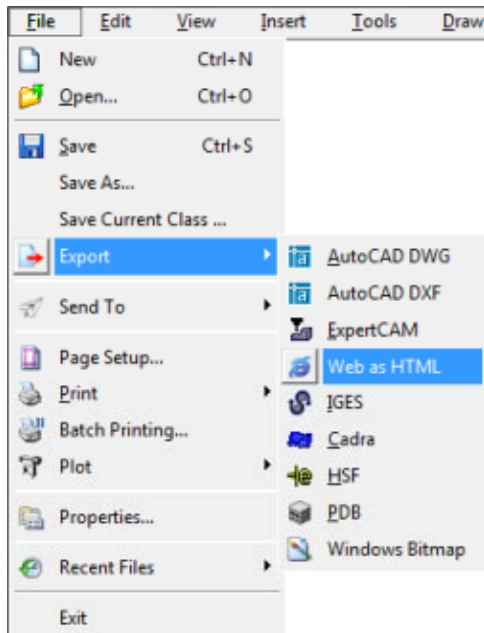 File Edit View Insert Tools Draw
New Ctrl+N
Open... Ctrl+O
Save Ctrl+S
Save As...
Save Current Class ...
Export
Send To
Page Setup...
Print
Batch Printing...
Plot
Properties...
Recent Files
Exit
AutoCAD DWG
AutoCAD DXF
ExpertCAM
Web as HTML
IGES
Cadra
HSF
PDB
Windows Bitmap